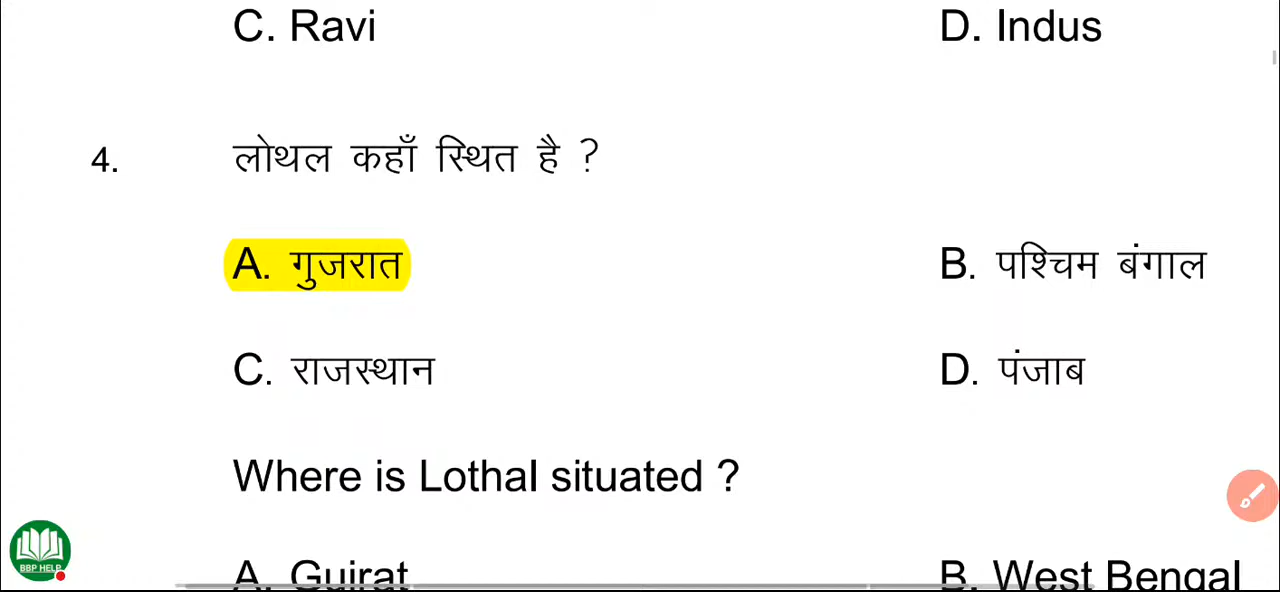 C. Ravi D. Indus
4. लोथल कहाँ स्थित है ?
A. गुजरात B. पश्चिम बंगाल
C. राजस्थान D. पंजाब
Where is Lothal situated ?
A. Gujrat B. West Bengal
BBP HELP